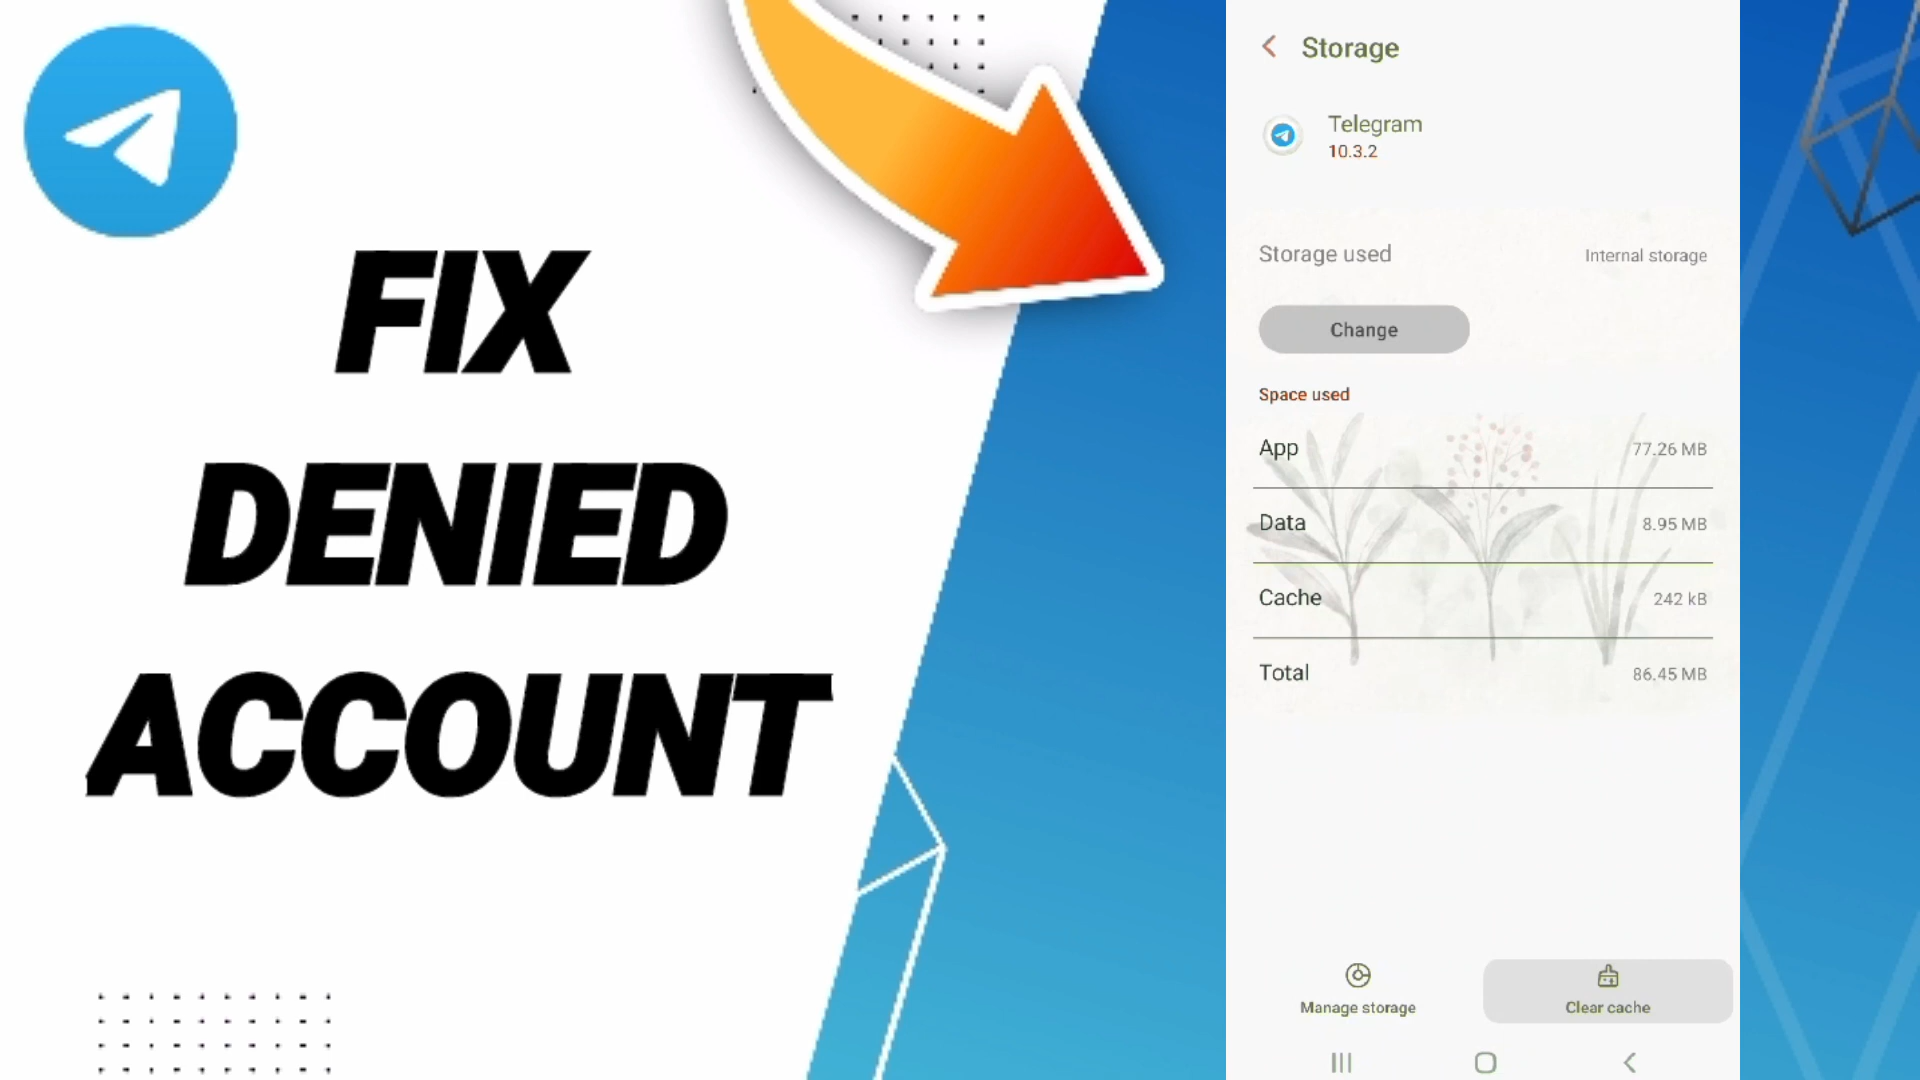 FIX
DENIED
ACCOUNT
Storage
Telegram
10.3.2
Storage used
Internal storage
Change
Space used
App
77.26 MB
Data
8.95 MB
Cache
242 kB
Total
86.45 MB
Manage storage
Clear cache